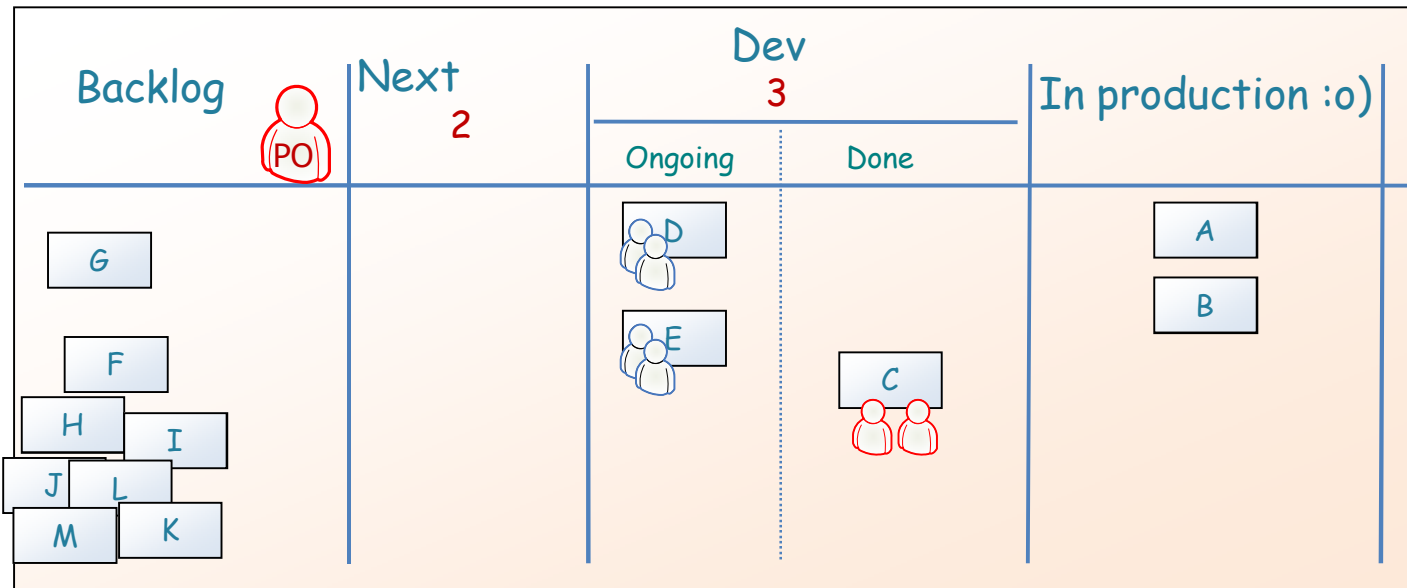 Backlog
PO
Next
2
Dev
3
Ongoing
Done
In production :o)
G
F
H
I
J
L
M
K
D
E
C
A
B